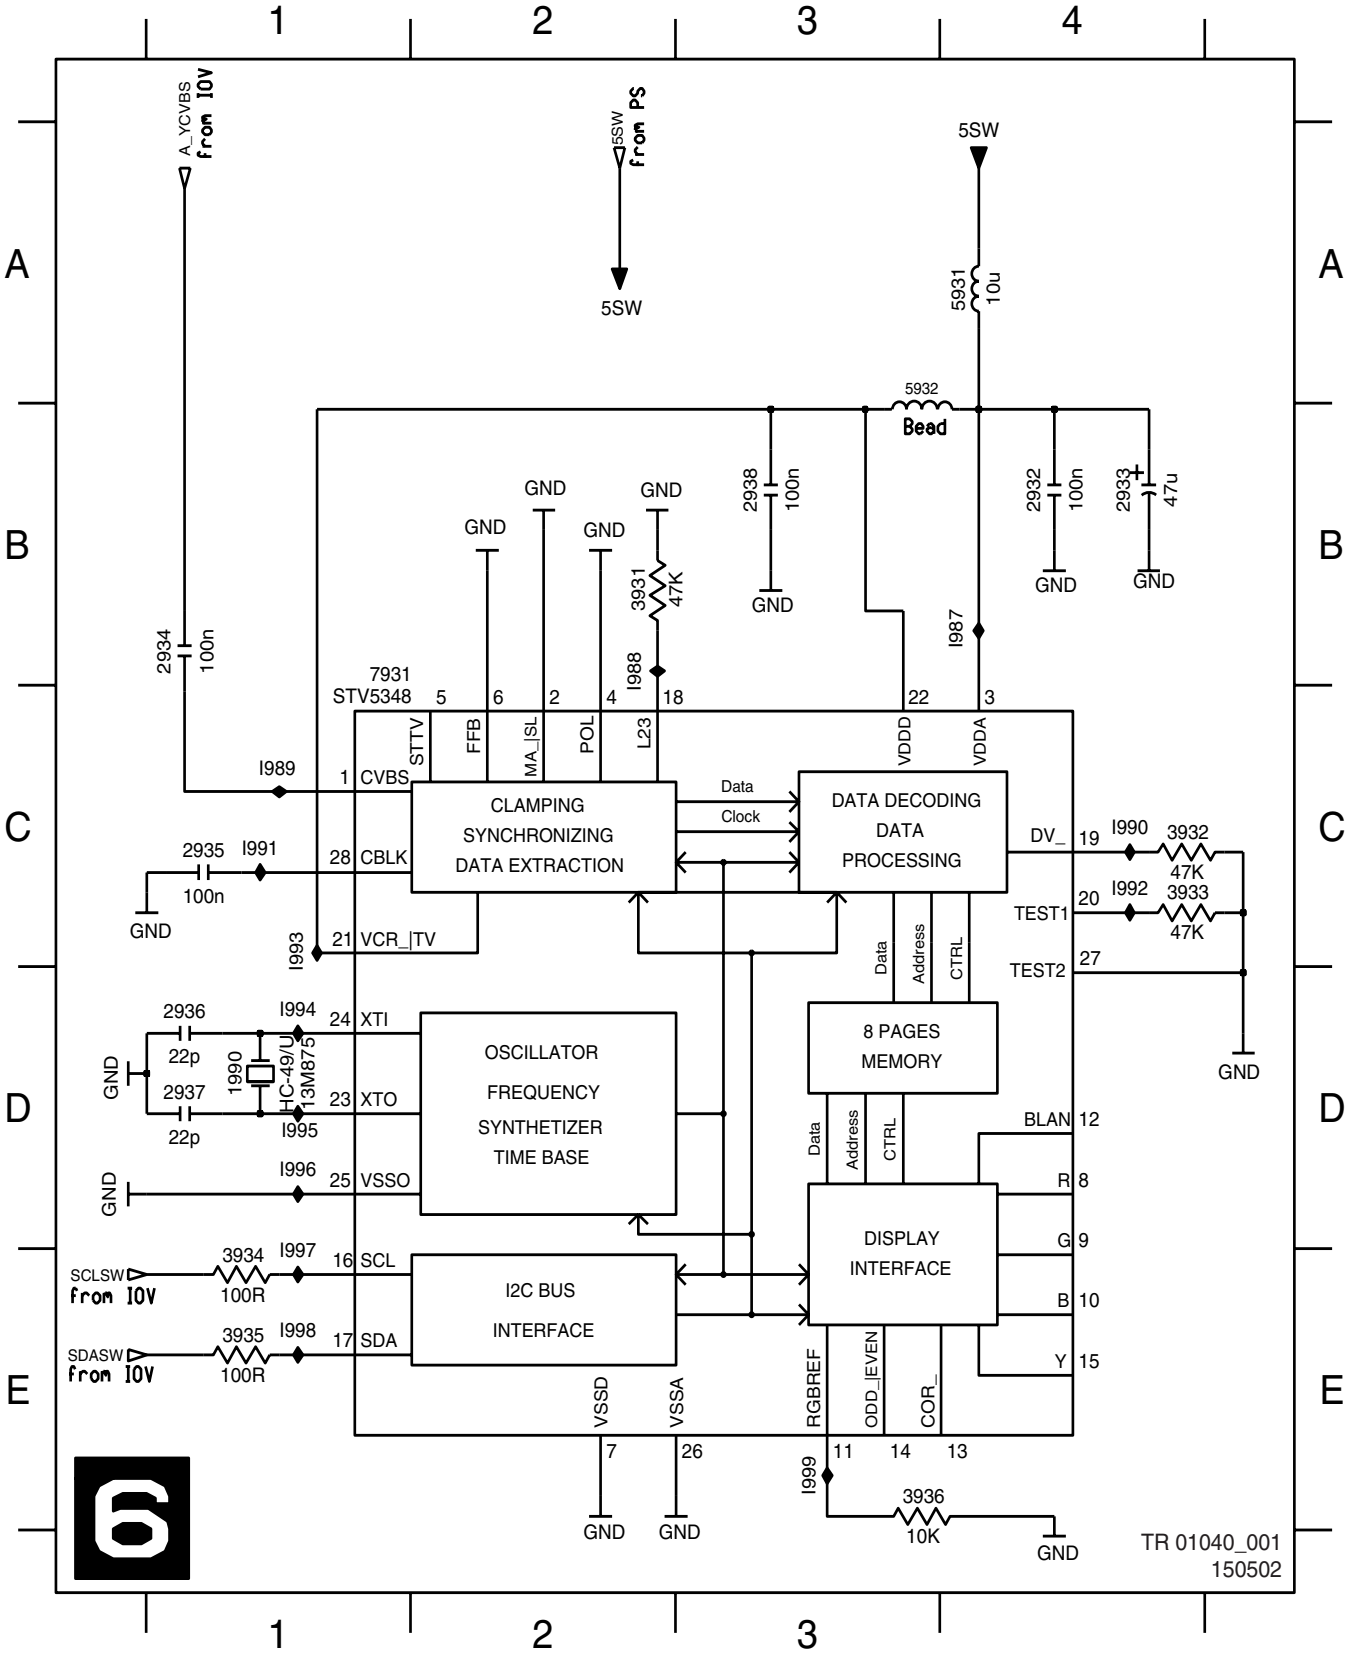 1
2
3
4
A_YCVBS
from IOV
5SW
from PS
5SW
A
A
5SW
5931
10u
5932
Bead
2938
100n
2932
100n
+
2933
47u
GND
GND
GND
GND
B
B
3931
47K
GND
GND
GND
I987
2934
100n
I988
7931
STV5348
5
6
2
4
18
22
3
STTV
FFB
MA_|SL
POL
L23
VDDD
VDDA
I989
1
CVBS
CLAMPING
SYNCHRONIZING
DATA EXTRACTION
Data
Clock
DATA DECODING
DATA
PROCESSING
C
C
DV_
19
I990
3932
47K
2935
100n
I991
28
CBLK
GND
TEST1
20
I992
3933
47K
I993
21
VCR_|TV
Data
Address
CTRL
TEST2
27
GND
2936
22p
I994
24
XTI
GND
1990
HC-49/U
13M875
2937
22p
I995
23
XTO
OSCILLATOR
FREQUENCY
SYNTHETIZER
TIME BASE
8 PAGES
MEMORY
D
D
Data
Address
CTRL
BLAN
12
GND
I996
25
VSSO
R
8
DISPLAY
INTERFACE
G
9
SCLSW
from IOV
3934
100R
I997
16
SCL
I2C BUS
INTERFACE
B
10
SDASW
from IOV
3935
100R
I998
17
SDA
Y
15
E
E
VSSD
VSSA
RGBREF
ODD_|EVEN
COR_
7
26
11
14
13
I999
3936
10K
GND
GND
GND
6
TR 01040_001
150502
1
2
3